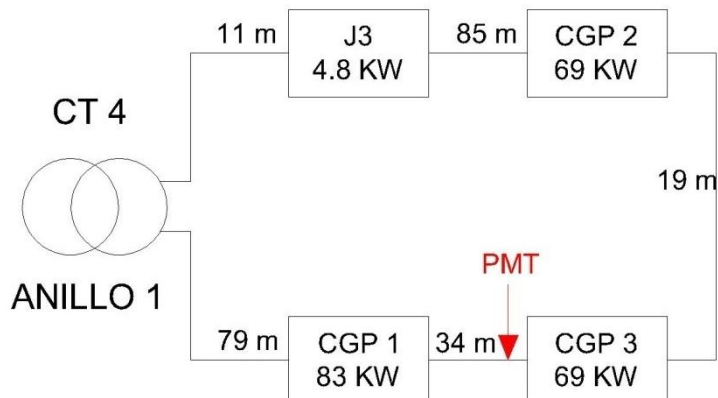 11 m
J3
4.8 KW
85 m
CGP 2
69 KW
CT 4
19 m
ANILLO 1
PMT
79 m
CGP 1
83 KW
34 m
CGP 3
69 KW